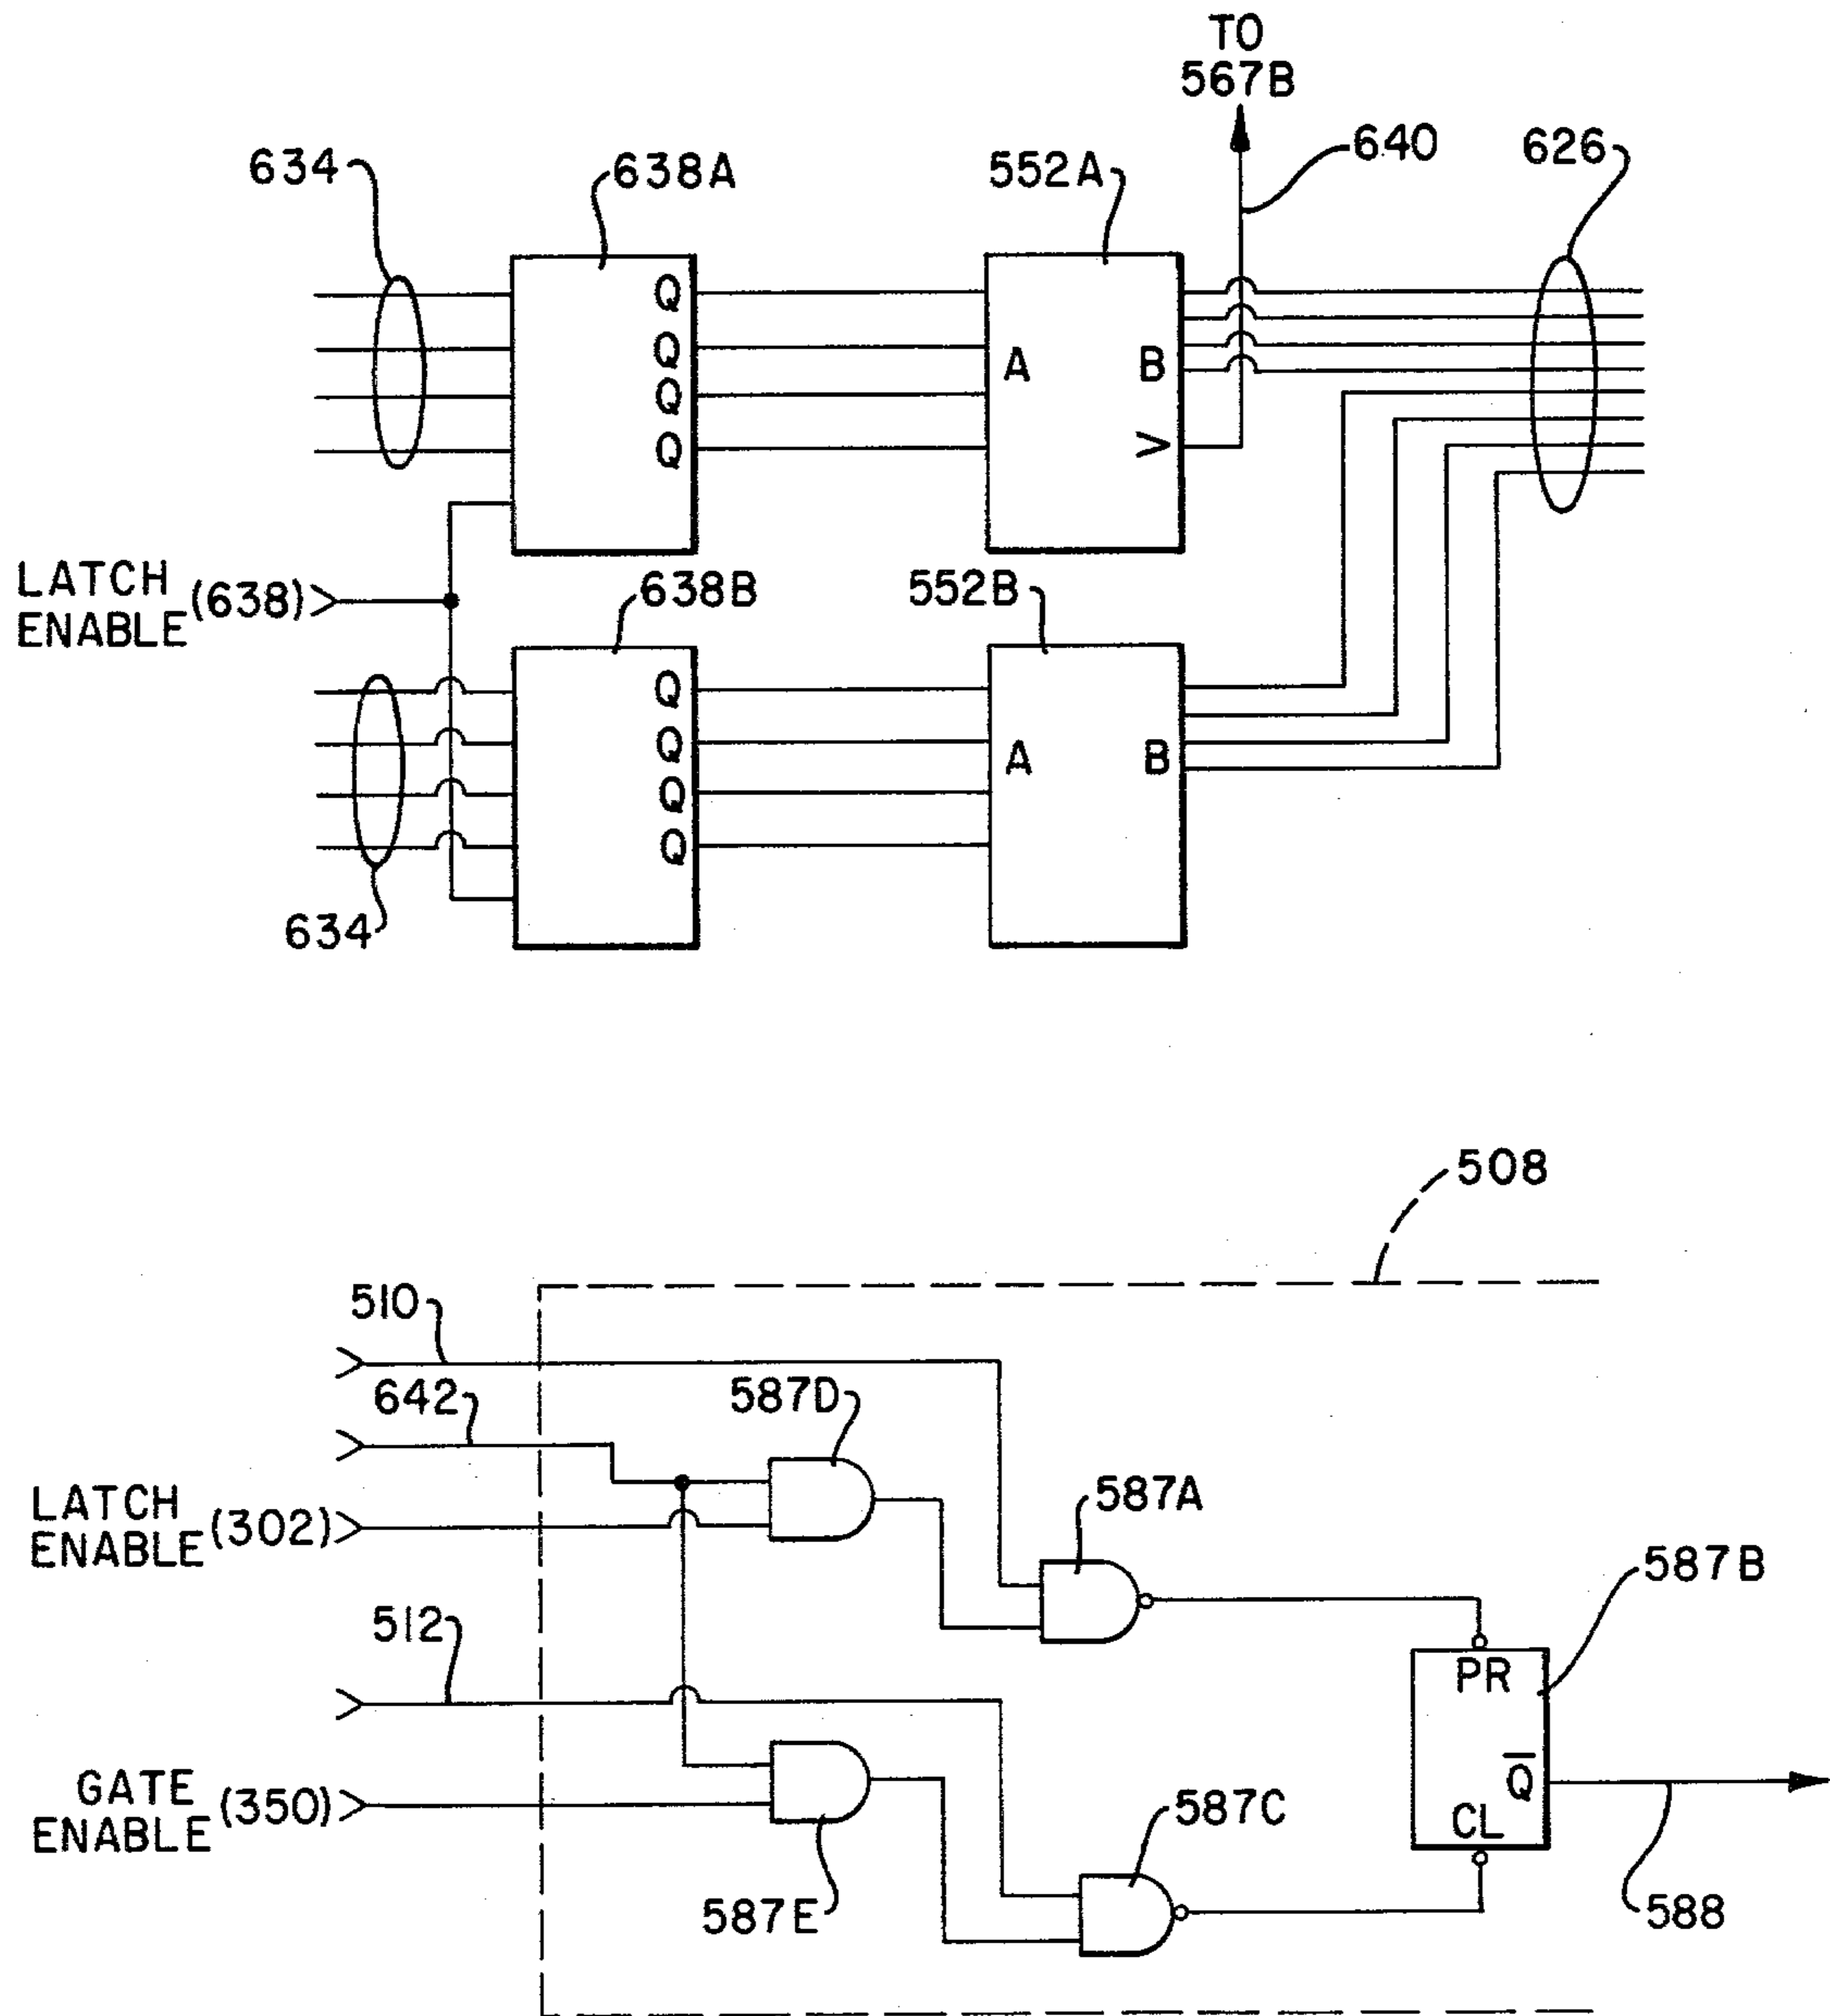 TO
567B
634
638A
552A
640
626
Q
Q
Q
Q
A
B
>
LATCH
ENABLE (638)
638B
552B
Q
Q
Q
Q
A
B
634
508
510
642
587D
LATCH
ENABLE (302)
587A
587B
512
PR
Q̅
CL
GATE
ENABLE (350)
587C
587E
588